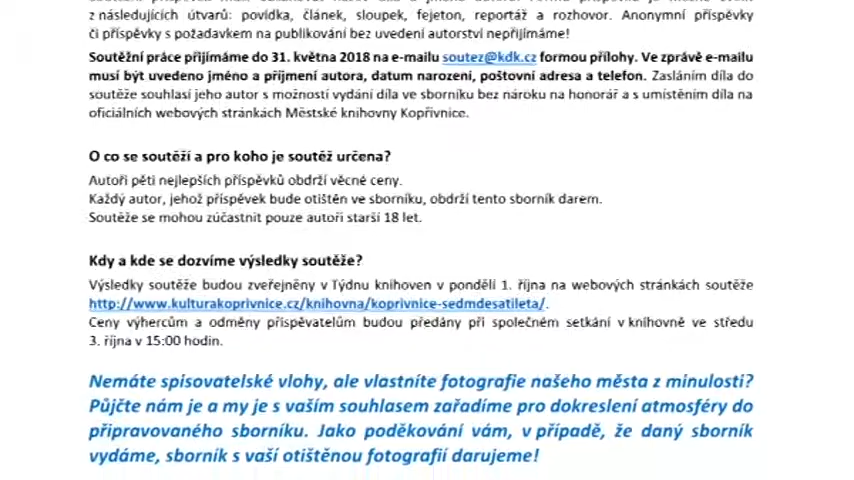 z následujících útvarů: povídka, článek, sloupek, fejeton, reportáž a rozhovor. Anonymní příspěvky
či příspěvky s požadavkem na publikování bez uvedení autorství nepřijímáme!
Soutěžní práce přijímáme do 31. května 2018 na e-mailu soutez@kdk.cz formou přílohy. Ve zprávě e-mailu
musí být uvedeno jméno a příjmení autora, datum narození, poštovní adresa a telefon. Zasláním díla do
soutěže souhlasí jeho autor s možností vydání díla ve sborníku bez nároku na honorář a s umístěním díla na
oficiálních webových stránkách Městské knihovny Kopřivnice.
O co se soutěží a pro koho je soutěž určena?
Autoři pěti nejlepších příspěvků obdrží věcné ceny.
Každý autor, jehož příspěvek bude otištěn ve sborníku, obdrží tento sborník darem.
Soutěže se mohou zúčastnit pouze autoři starší 18 let.
Kdy a kde se dozvíme výsledky soutěže?
Výsledky soutěže budou zveřejněny v Týdnu knihoven v pondělí 1. října na webových stránkách soutěže
http://www.kulturakoprivnice.cz/knihovna/koprivnice-sedmdesatileta/.
Ceny výhercům a odměny přispěvatelům budou předány při společném setkání v knihovně ve středu
3. října v 15:00 hodin.
Nemáte spisovatelské vlohy, ale vlastníte fotografie našeho města z minulosti?
Půjčte nám je a my je s vaším souhlasem zařadíme pro dokreslení atmosféry do
připravovaného sborníku. Jako poděkování vám, v případě, že daný sborník
vydáme, sborník s vaší otištěnou fotografií darujeme!